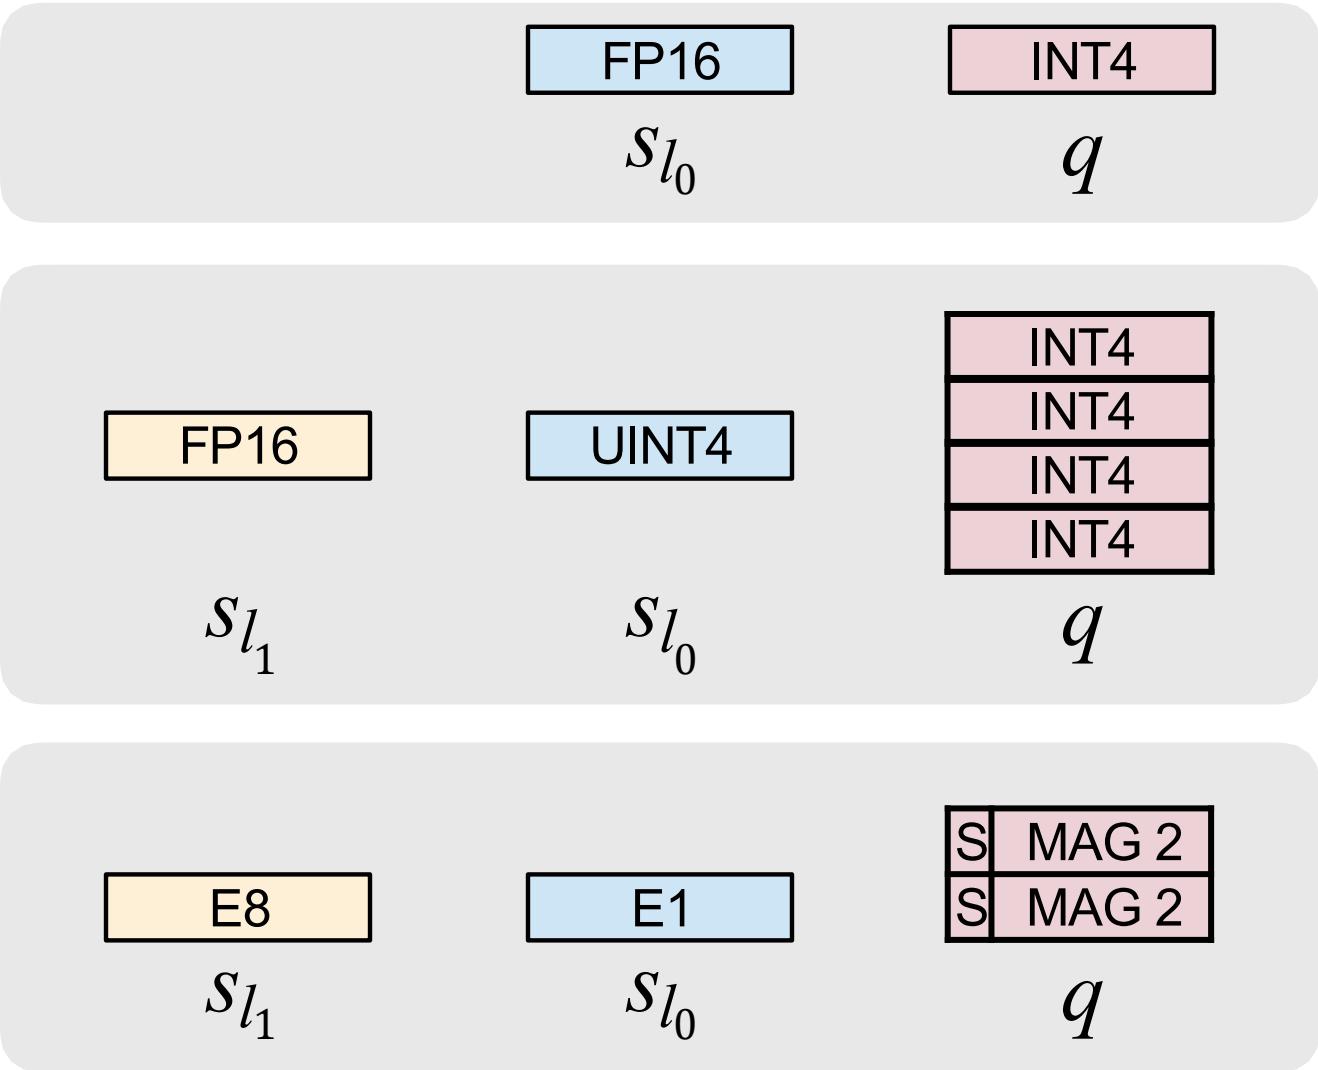 FP16 INT4
s_{l_0} q
INT4
INT4
FP16 UINT4 INT4
INT4
s_{l_1} s_{l_0} q
S MAG 2
E8 E1 S MAG 2
s_{l_1} s_{l_0} q